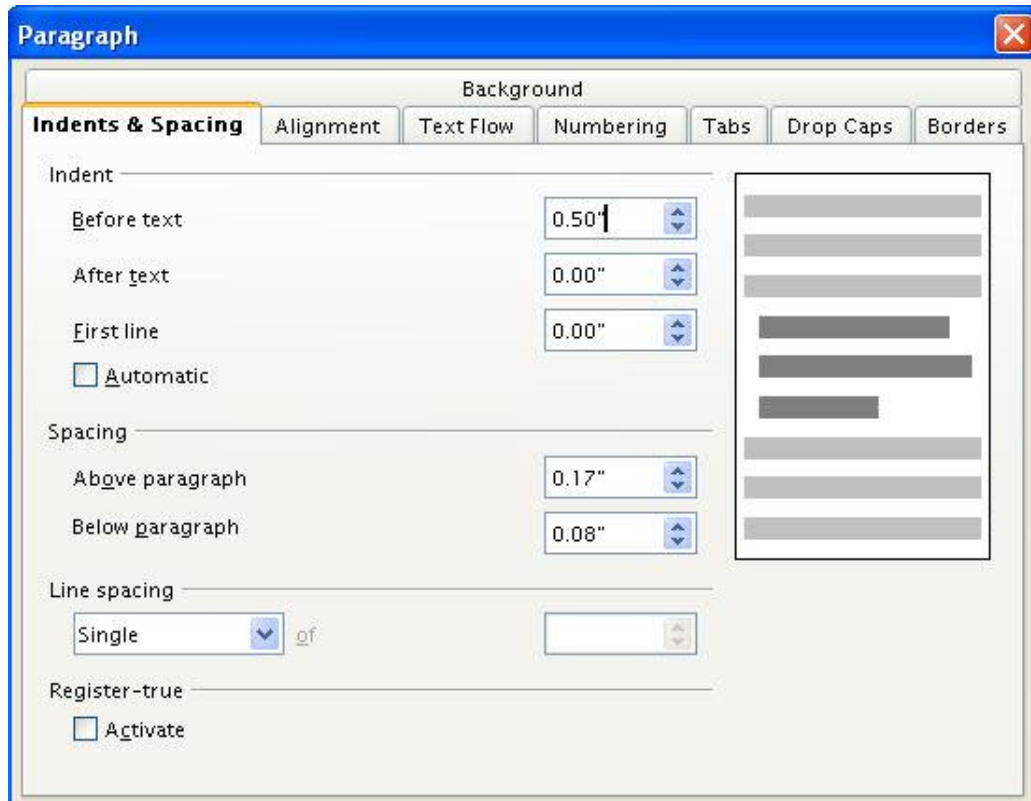 Paragraph
Background
Indents & Spacing Alignment Text Flow Numbering Tabs Drop Caps Borders
Indent
Before text 0.50"
After text 0.00"
First line 0.00"
Automatic
Spacing
Above paragraph 0.17"
Below paragraph 0.08"
Line spacing
Single of
Register-true
Activate